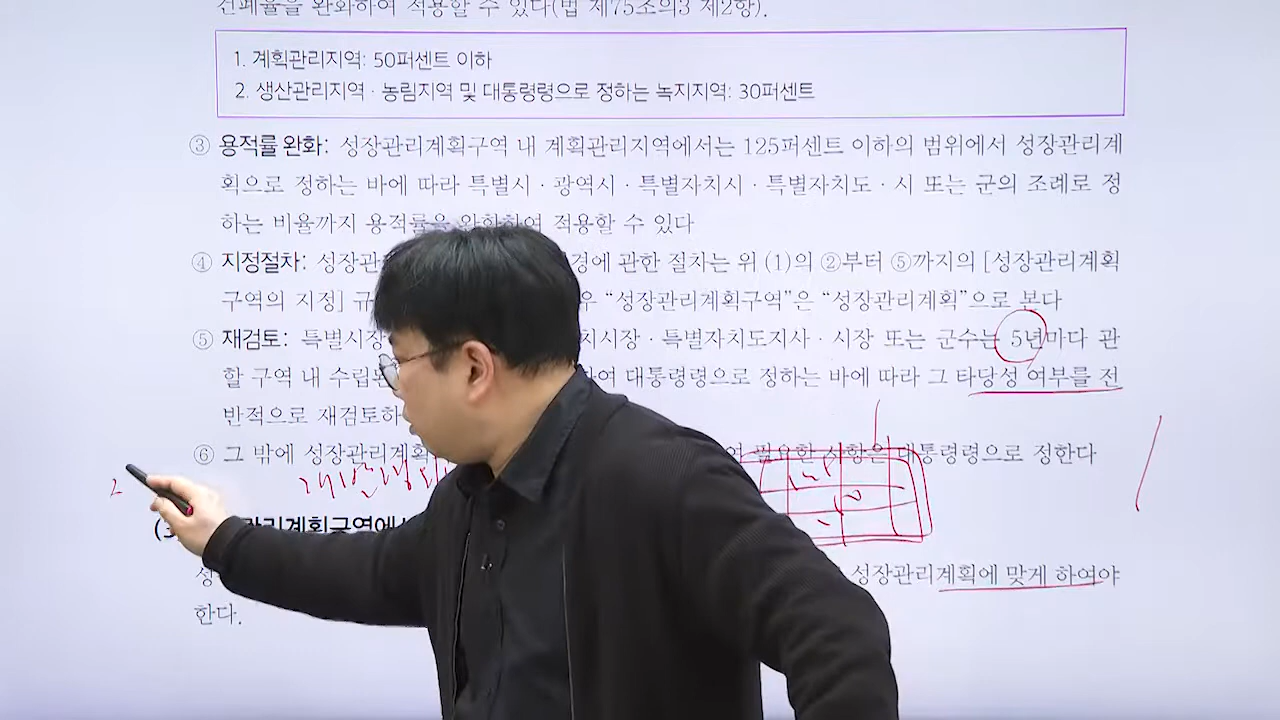 건폐율을 완화하여 적용할 수 있다(법 제75조의3 제2항).
1. 계획관리지역: 50퍼센트 이하
2. 생산관리지역 · 농림지역 및 대통령령으로 정하는 녹지지역: 30퍼센트
③ 용적률 완화: 성장관리계획구역 내 계획관리지역에서는 125퍼센트 이하의 범위에서 성장관리계
획으로 정하는 바에 따라 특별시 · 광역시 · 특별자치시 · 특별자치도 · 시 또는 군의 조례로 정
하는 비율까지 용적률을 완화하여 적용할 수 있다
④ 지정절차: 성장관 경에 관한 절차는 위 (1)의 ②부터 ⑤까지의 [성장관리계획
구역의 지정] 규 "성장관리계획구역"은 "성장관리계획"으로 본다
⑤ 재검토: 특별시장 치시장 · 특별자치도지사 · 시장 또는 군수는 5년마다 관
할 구역 내 수립된 하여 대통령령으로 정하는 바에 따라 그 타당성 여부를 전
반적으로 재검토하
⑥ 그 밖에 성장관리계획 필요한 사항은 대통령령으로 정한다
관리계획구역에서
성장관리계획에 맞게 하여야
한다.